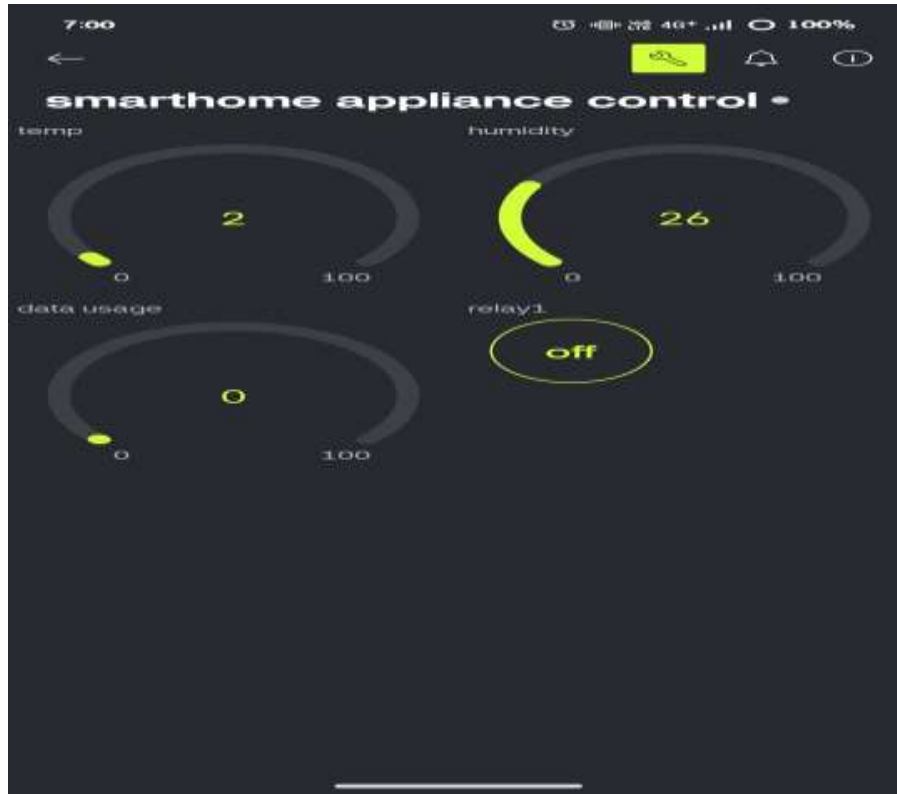 7:00 4G+ 100%
smarthome appliance control
temp humidity
2 26
0 100 0 100
data usage relay1
off
0
0 100